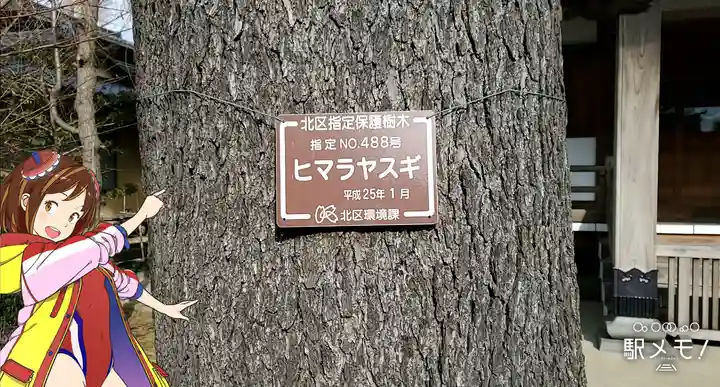 北区指定保護樹木
指定 NO.488号
ヒマラヤスギ
平成25年1月
北区環境課
駅メモ!